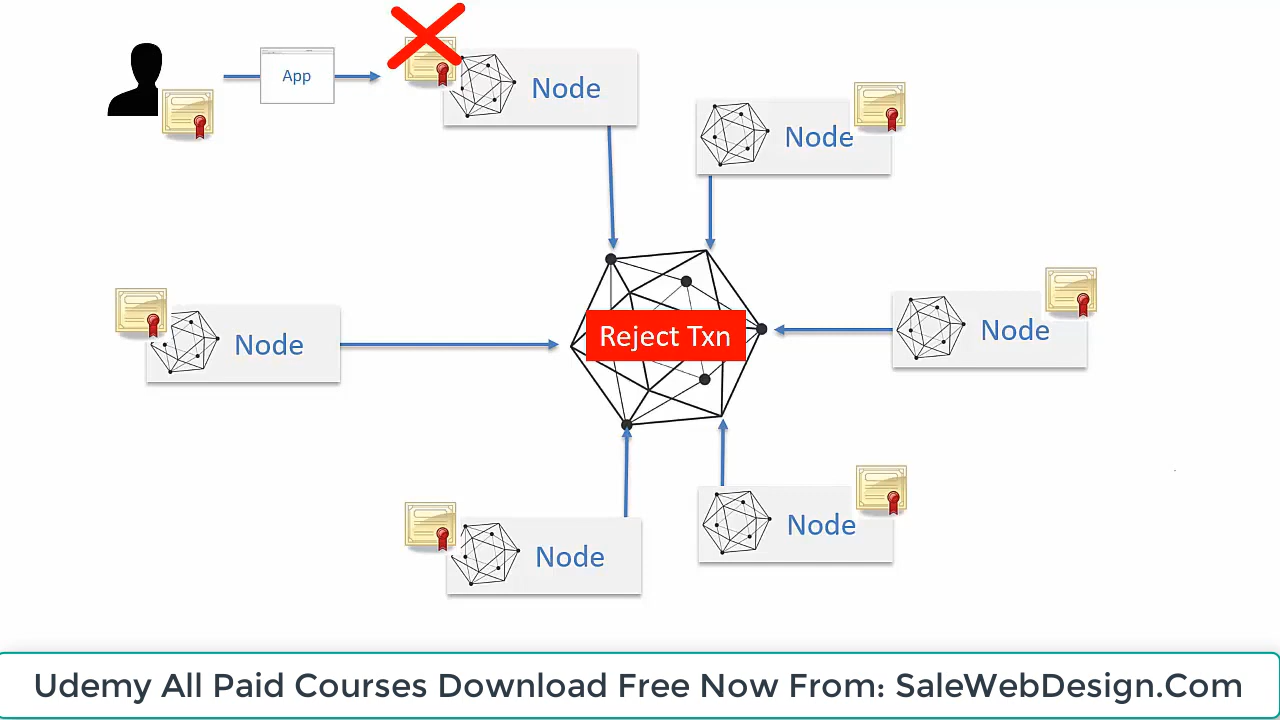 App
Node
Node
Reject Txn
Node
Node
Node
Node
Udemy All Paid Courses Download Free Now From: SaleWebDesign.Com